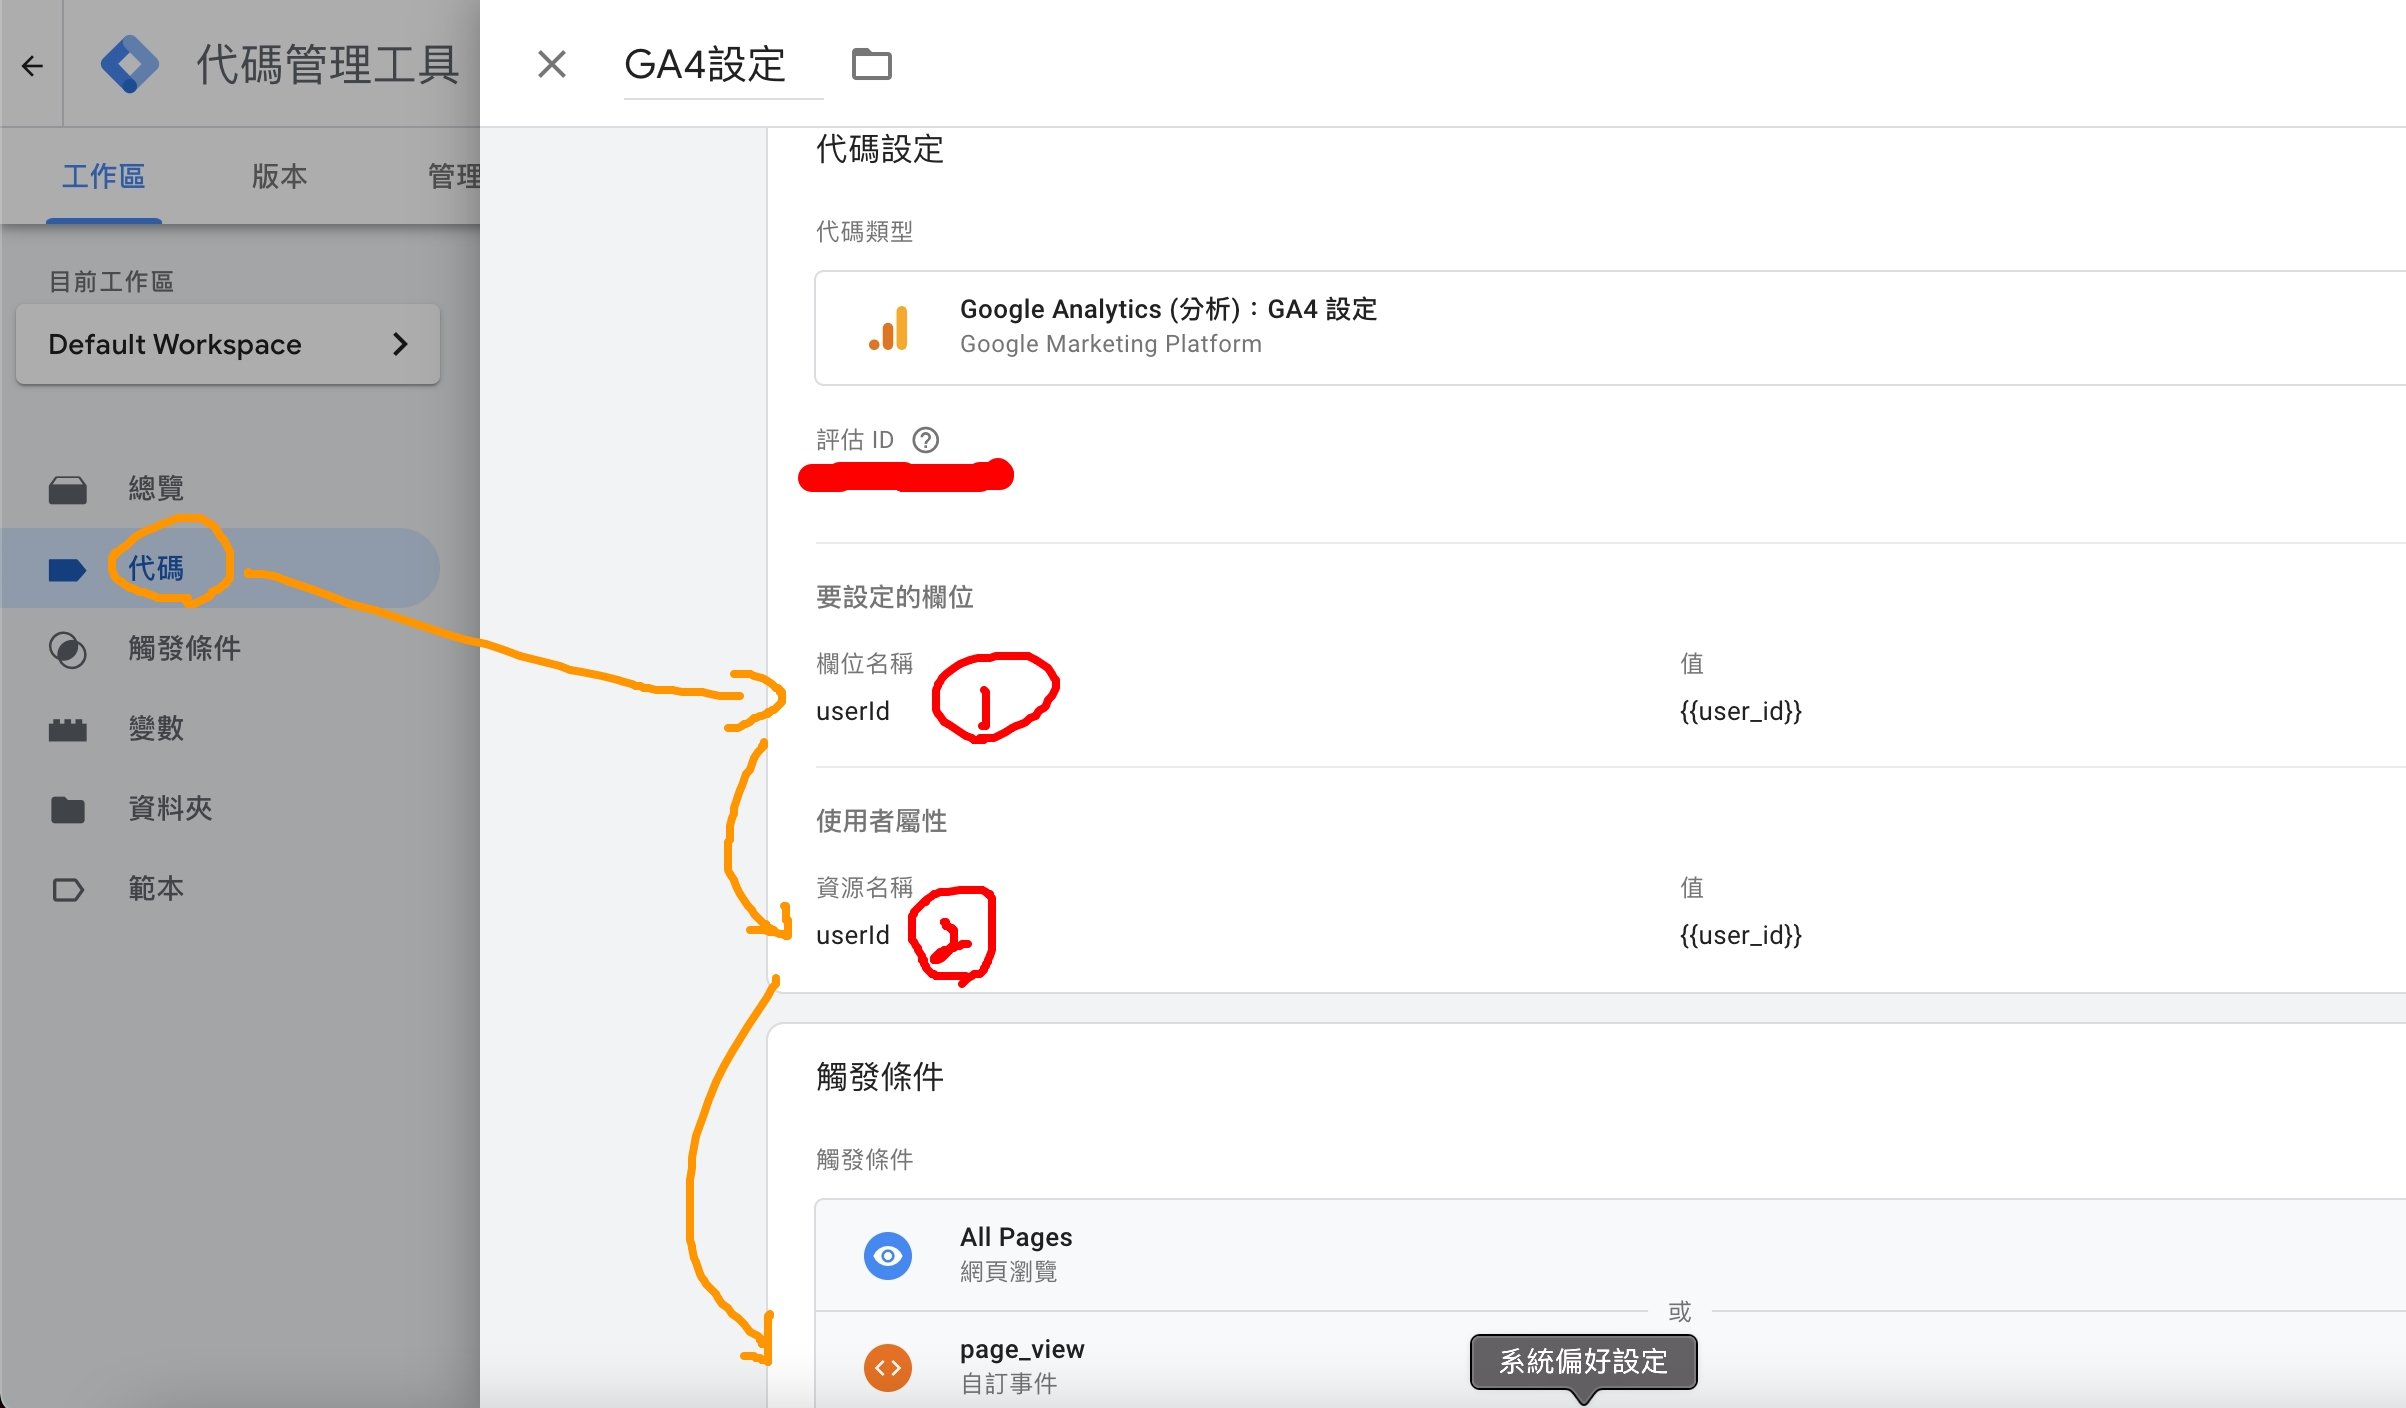 代碼管理工具
工作區
版本
管理
目前工作區
Default Workspace
總覽
代碼
觸發條件
變數
資料夾
範本
GA4設定
代碼設定
代碼類型
Google Analytics (分析)：GA4 設定
Google Marketing Platform
評估 ID
要設定的欄位
欄位名稱 值
userId 1 {{user_id}}
使用者屬性
資源名稱 值
userId 2 {{user_id}}
觸發條件
觸發條件
All Pages
網頁瀏覽
或
page_view
自訂事件
系統偏好設定